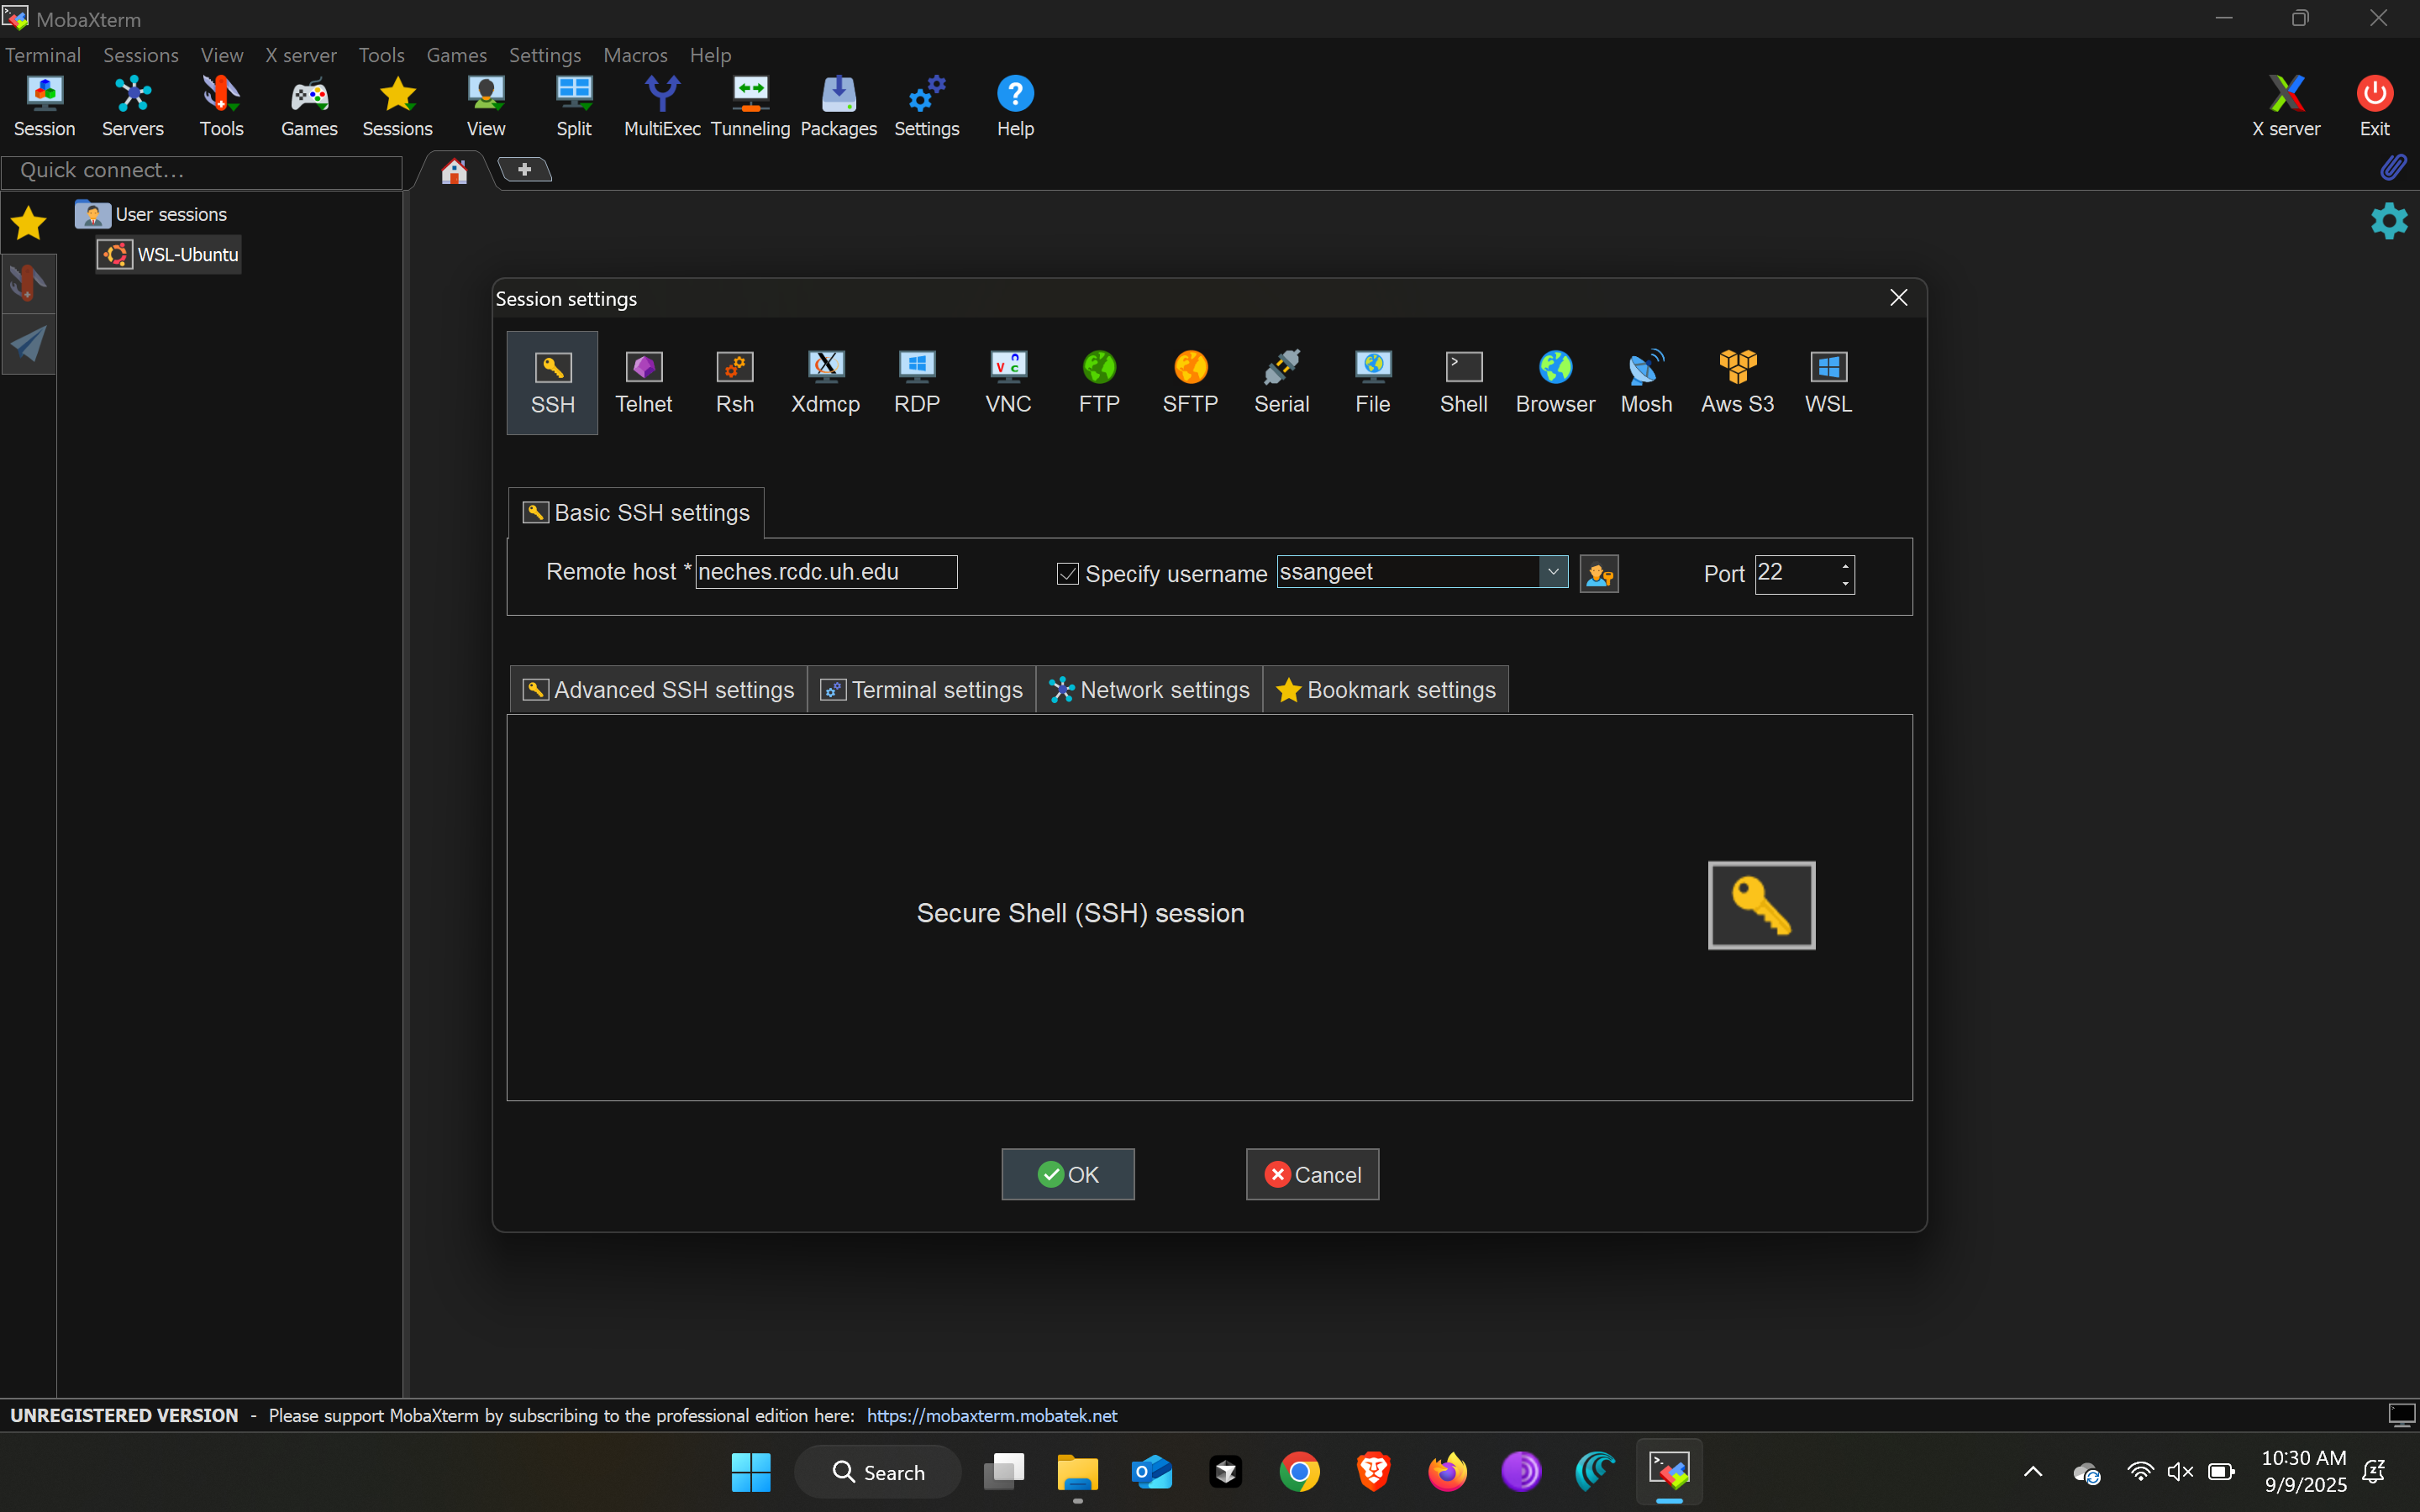 MobaXterm
Terminal Sessions View X server Tools Games Settings Macros Help
Session Servers Tools Games Sessions View Split MultiExec Tunneling Packages Settings Help X server Exit
Quick connect...
User sessions
WSL-Ubuntu
Session settings
SSH Telnet Rsh Xdmcp RDP VNC FTP SFTP Serial File Shell Browser Mosh Aws S3 WSL
Basic SSH settings
Remote host * neches.rcdc.uh.edu Specify username ssangeet Port 22
Advanced SSH settings Terminal settings Network settings Bookmark settings
Secure Shell (SSH) session
OK Cancel
UNREGISTERED VERSION - Please support MobaXterm by subscribing to the professional edition here: https://mobaxterm.mobatek.net
Search
10:30 AM
9/9/2025